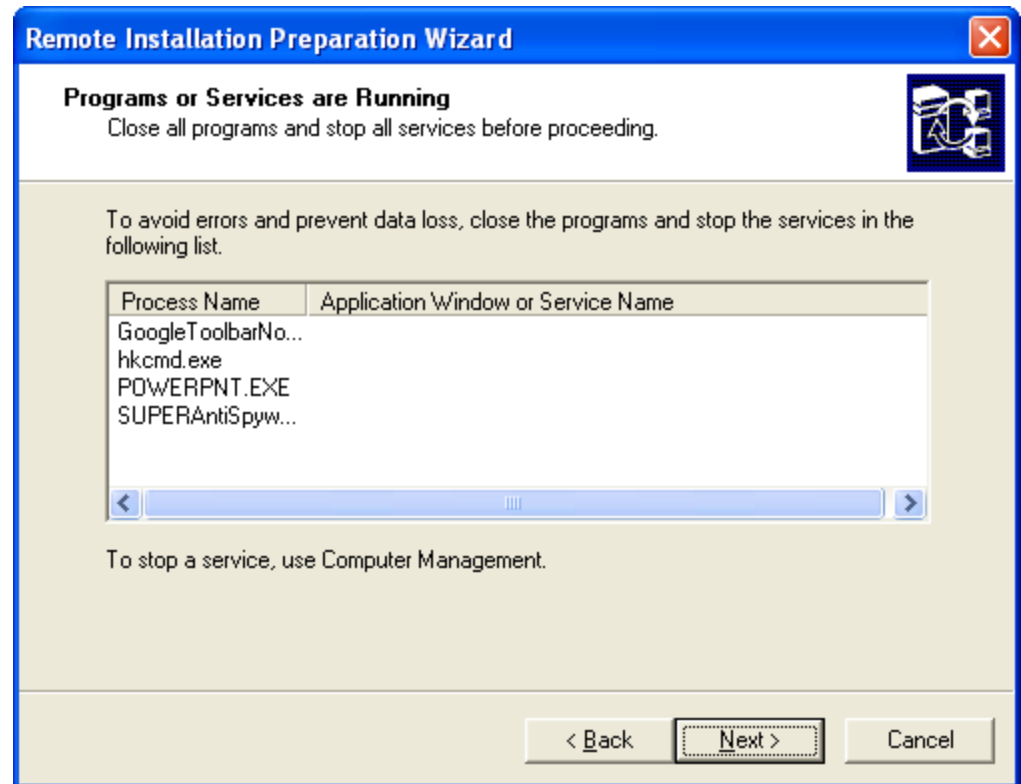 Remote Installation Preparation Wizard
Programs or Services are Running
Close all programs and stop all services before proceeding.
To avoid errors and prevent data loss, close the programs and stop the services in the
following list.
Process Name Application Window or Service Name
GoogleToolbarNo...
hkcmd.exe
POWERPNT.EXE
SUPERAntiSpyw...
To stop a service, use Computer Management.
< Back Next > Cancel